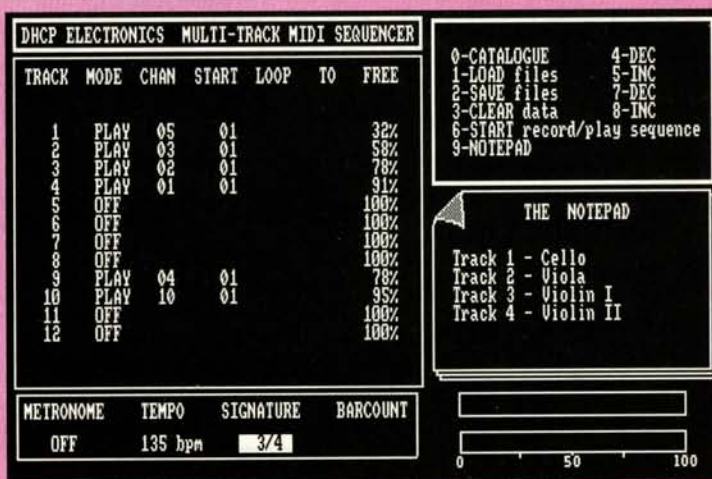 DHCP ELECTRONICS MULTI-TRACK MIDI SEQUENCER
TRACK MODE CHAN START LOOP TO FREE
1 PLAY 05 01 32%
2 PLAY 03 01 58%
3 PLAY 02 01 78%
4 PLAY 01 01 91%
5 OFF 100%
6 OFF 100%
7 OFF 100%
8 OFF 100%
9 PLAY 04 01 78%
10 PLAY 10 01 95%
11 OFF 100%
12 OFF 100%
METRONOME TEMPO SIGNATURE BARCOUNT
OFF 135 bpm 3/4
0-CATALOGUE 4-DEC
1-LOAD files 5-INC
2-SAVE files 7-DEC
3-CLEAR data 8-INC
6-START record/play sequence
9-NOTEPAD
THE NOTEPAD
Track 1 - Cello
Track 2 - Viola
Track 3 - Violin I
Track 4 - Violin II
0 50 100